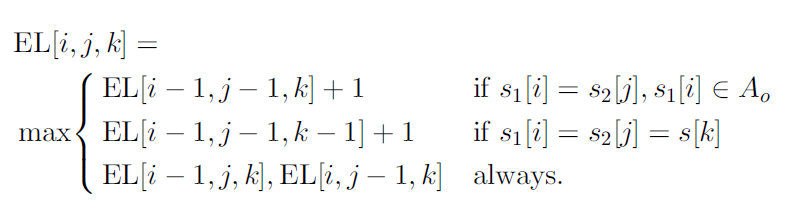 EL[i, j, k] =
max { EL[i − 1, j − 1, k] + 1 if s₁[i] = s₂[j], s₁[i] ∈ Aₒ
EL[i − 1, j − 1, k − 1] + 1 if s₁[i] = s₂[j] = s[k]
EL[i − 1, j, k], EL[i, j − 1, k] always.